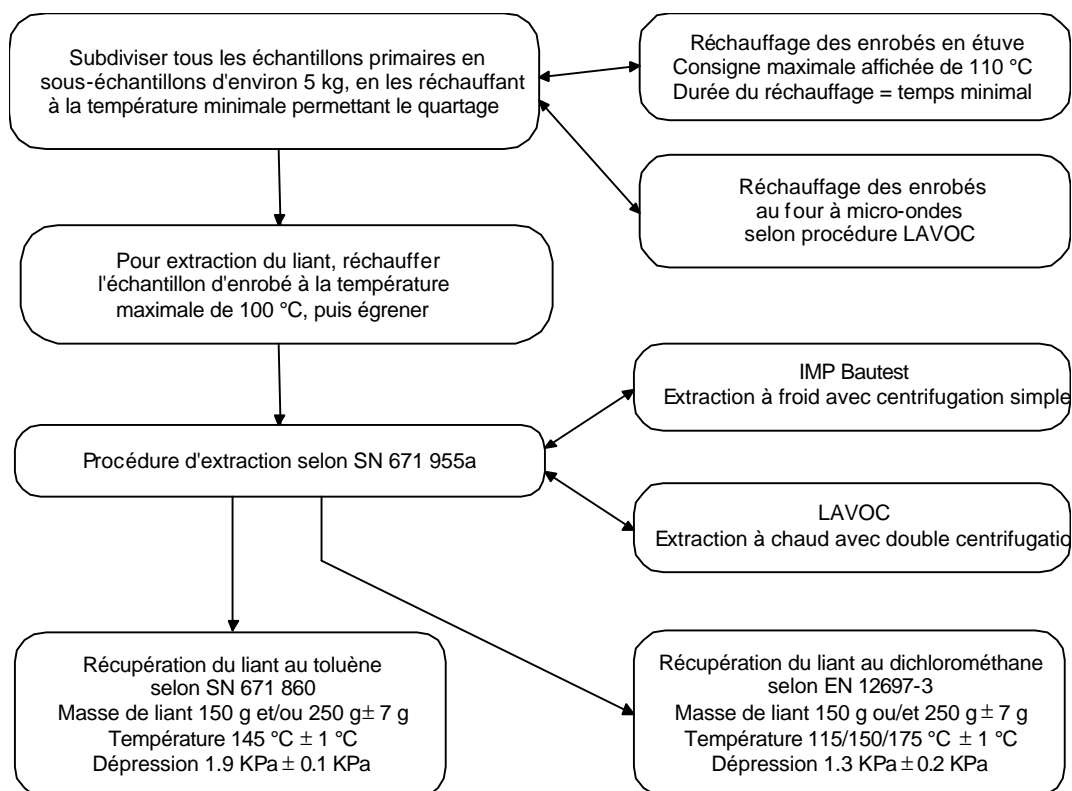 Subdiviser tous les échantillons primaires en
sous-échantillons d'environ 5 kg, en les réchauffant
à la température minimale permettant le quartage
Réchauffage des enrobés en étuve
Consigne maximale affichée de 110 °C
Durée du réchauffage = temps minimal
Réchauffage des enrobés
au four à micro-ondes
selon procédure LAVOC
Pour extraction du liant, réchauffer
l'échantillon d'enrobé à la température
maximale de 100 °C, puis égrener
IMP Bautest
Extraction à froid avec centrifugation simple
Procédure d'extraction selon SN 671 955a
LAVOC
Extraction à chaud avec double centrifugatio
Récupération du liant au toluène
selon SN 671 860
Masse de liant 150 g et/ou 250 g± 7 g
Température 145 °C ± 1 °C
Dépression 1.9 KPa ± 0.1 KPa
Récupération du liant au dichlorométhane
selon EN 12697-3
Masse de liant 150 g ou/et 250 g± 7 g
Température 115/150/175 °C ± 1 °C
Dépression 1.3 KPa ± 0.2 KPa